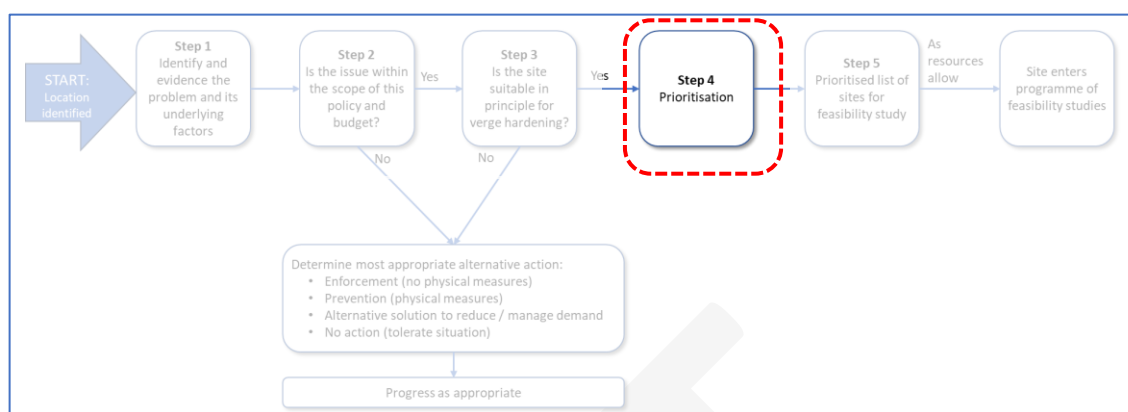 START:
Location
identified
Step 1
Identify and
evidence the
problem and its
underlying
factors
Step 2
Is the issue within
the scope of this
policy and
budget?
Yes
No
Step 3
Is the site
suitable in
principle for
verge hardening?
Yes
No
Step 4
Prioritisation
Step 5
Prioritised list of
sites for
feasibility study
As
resources
allow
Site enters
programme of
feasibility studies
Determine most appropriate alternative action:
• Enforcement (no physical measures)
• Prevention (physical measures)
• Alternative solution to reduce / manage demand
• No action (tolerate situation)
Progress as appropriate